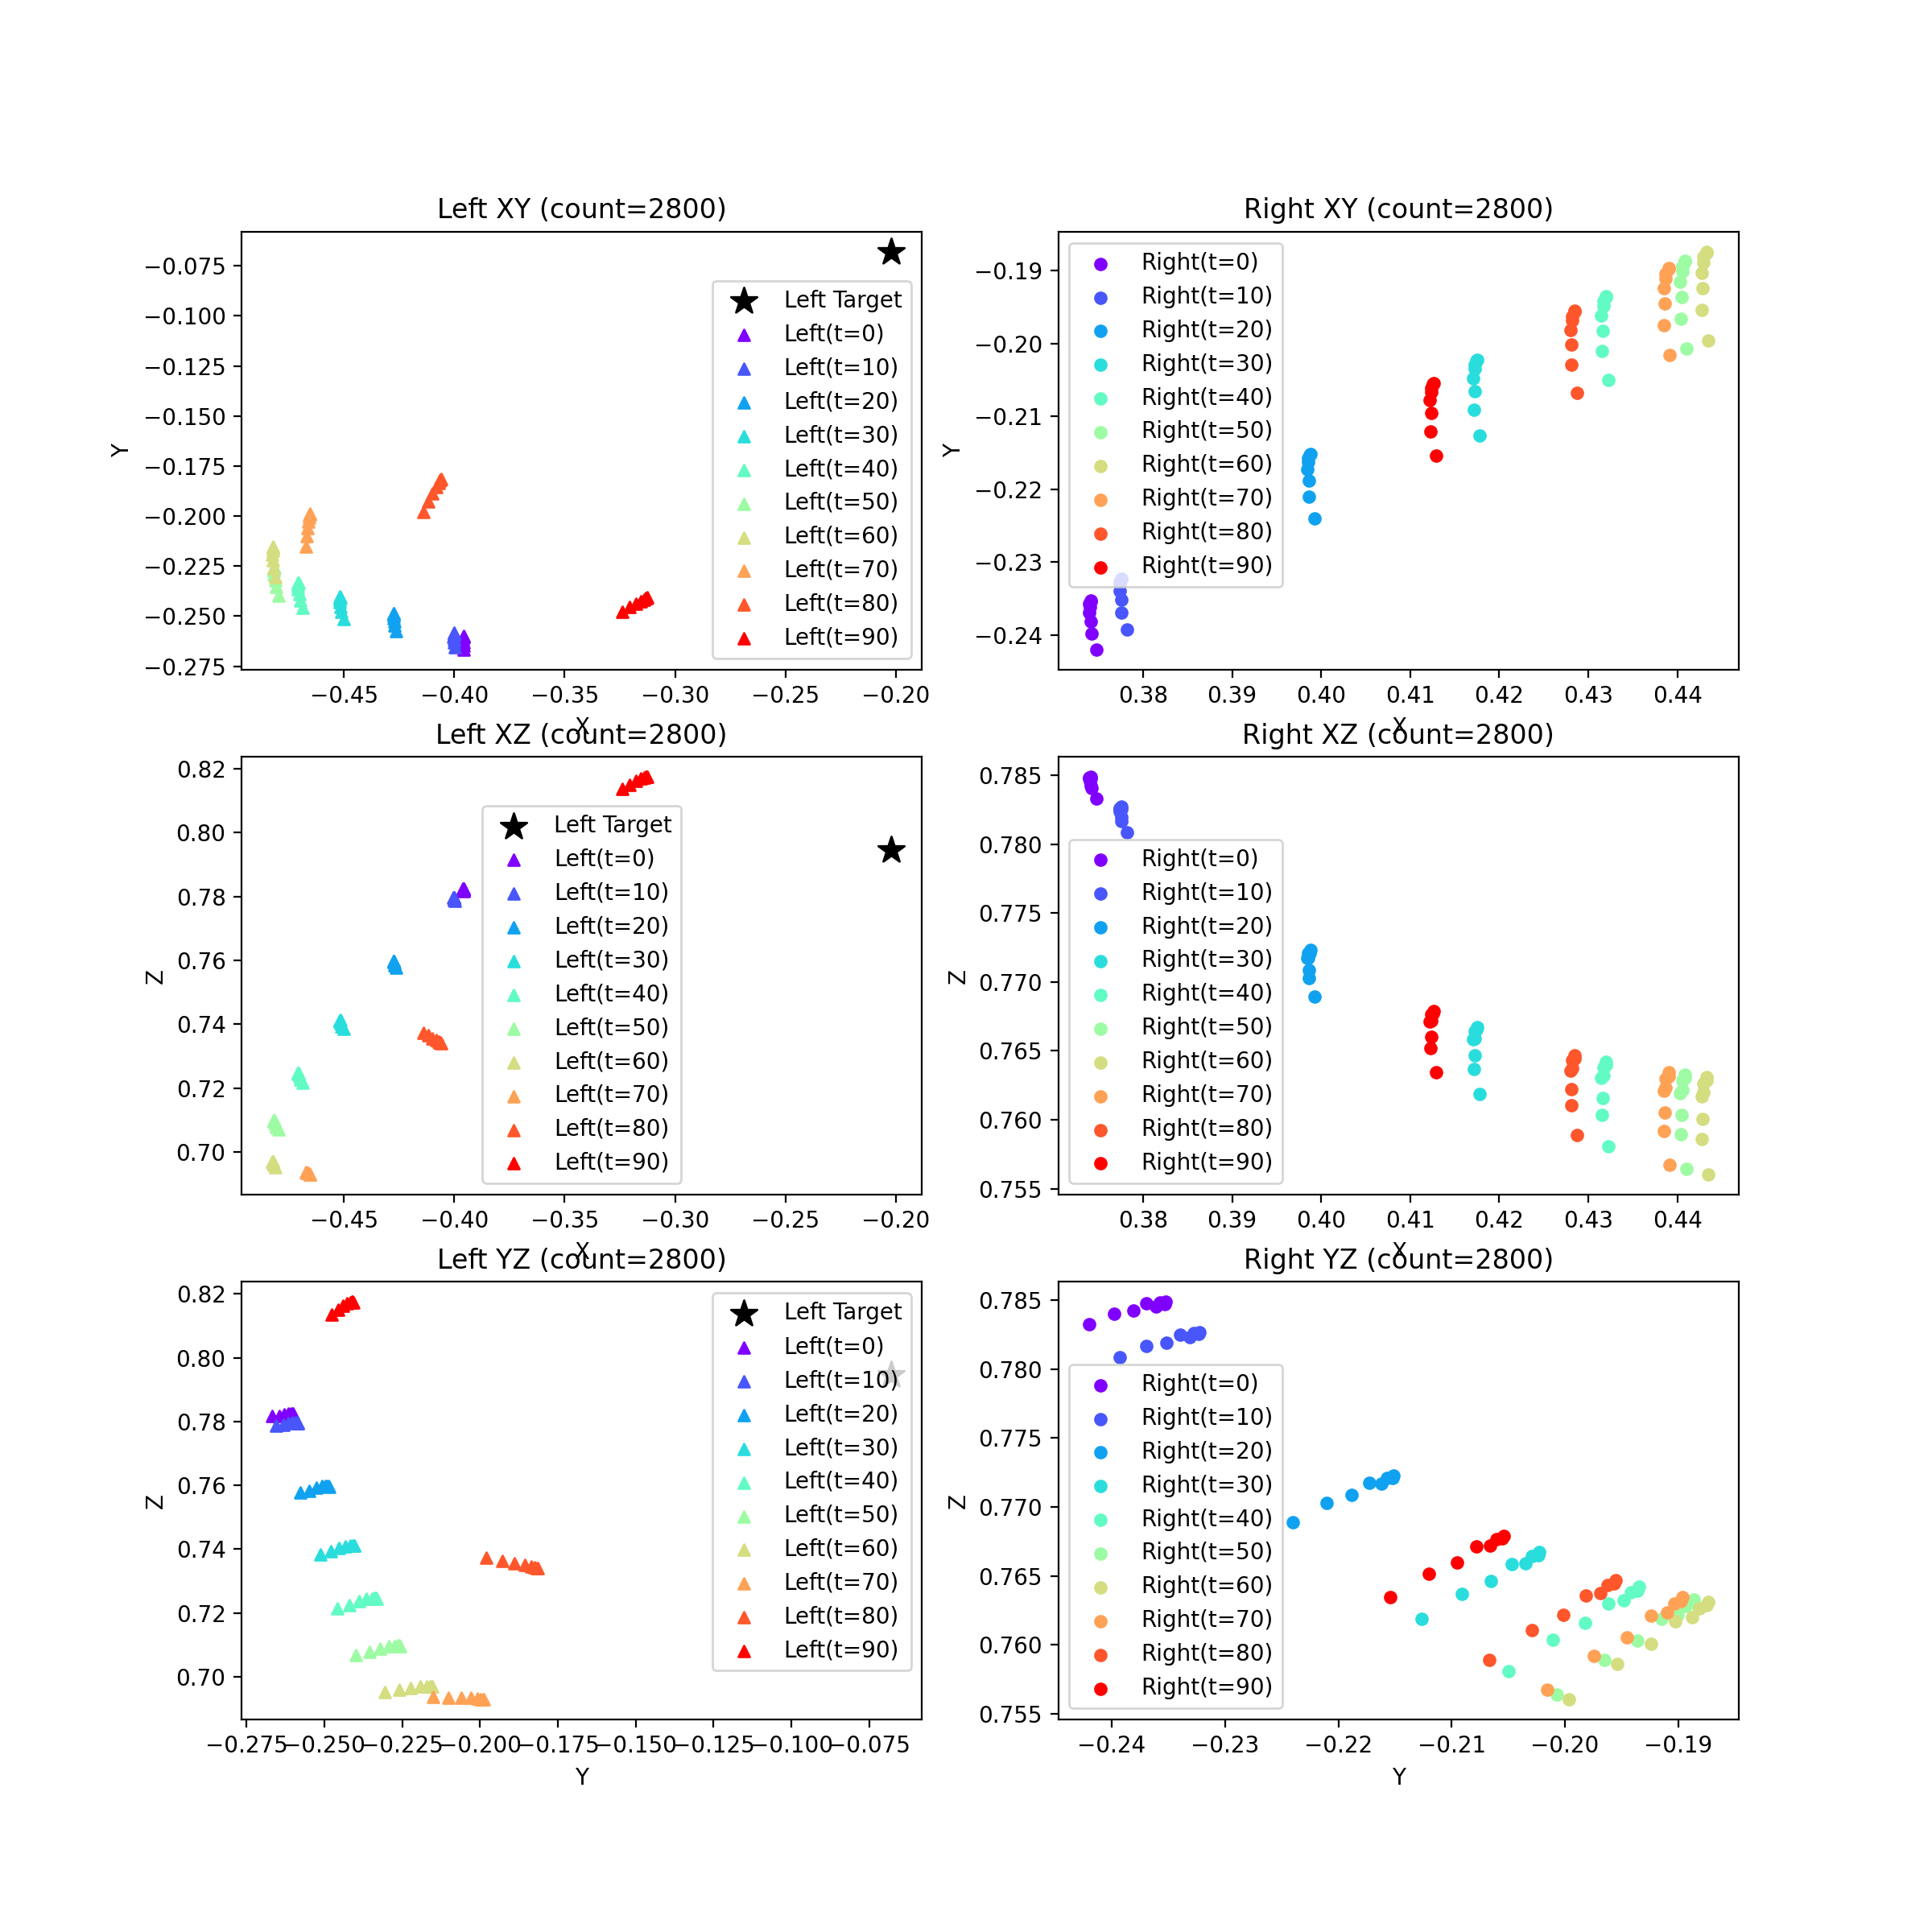 Left XY (count=2800)
Y
−0.075
−0.100
−0.125
−0.150
−0.175
−0.200
−0.225
−0.250
−0.275
Left Target
Left(t=0)
Left(t=10)
Left(t=20)
Left(t=30)
Left(t=40)
Left(t=50)
Left(t=60)
Left(t=70)
Left(t=80)
Left(t=90)
−0.45 −0.40 −0.35 −0.30 −0.25 −0.20
X
Right XY (count=2800)
Y
−0.19
−0.20
−0.21
−0.22
−0.23
−0.24
Right(t=0)
Right(t=10)
Right(t=20)
Right(t=30)
Right(t=40)
Right(t=50)
Right(t=60)
Right(t=70)
Right(t=80)
Right(t=90)
0.38 0.39 0.40 0.41 0.42 0.43 0.44
X
Left XZ (count=2800)
Z
0.82
0.80
0.78
0.76
0.74
0.72
0.70
Left Target
Left(t=0)
Left(t=10)
Left(t=20)
Left(t=30)
Left(t=40)
Left(t=50)
Left(t=60)
Left(t=70)
Left(t=80)
Left(t=90)
−0.45 −0.40 −0.35 −0.30 −0.25 −0.20
X
Right XZ (count=2800)
Z
0.785
0.780
0.775
0.770
0.765
0.760
0.755
Right(t=0)
Right(t=10)
Right(t=20)
Right(t=30)
Right(t=40)
Right(t=50)
Right(t=60)
Right(t=70)
Right(t=80)
Right(t=90)
0.38 0.39 0.40 0.41 0.42 0.43 0.44
X
Left YZ (count=2800)
Z
0.82
0.80
0.78
0.76
0.74
0.72
0.70
Left Target
Left(t=0)
Left(t=10)
Left(t=20)
Left(t=30)
Left(t=40)
Left(t=50)
Left(t=60)
Left(t=70)
Left(t=80)
Left(t=90)
−0.275 −0.250 −0.225 −0.200 −0.175 −0.150 −0.125 −0.100 −0.075
Y
Right YZ (count=2800)
Z
0.785
0.780
0.775
0.770
0.765
0.760
0.755
Right(t=0)
Right(t=10)
Right(t=20)
Right(t=30)
Right(t=40)
Right(t=50)
Right(t=60)
Right(t=70)
Right(t=80)
Right(t=90)
−0.24 −0.23 −0.22 −0.21 −0.20 −0.19
Y